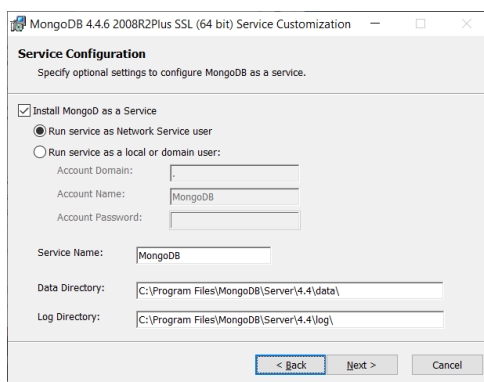 MongoDB 4.4.6 2008R2Plus SSL (64 bit) Service Customization
Service Configuration
Specify optional settings to configure MongoDB as a service.
Install MongoD as a Service
Run service as Network Service user
Run service as a local or domain user:
Account Domain: .
Account Name: MongoDB
Account Password:
Service Name: MongoDB
Data Directory: C:\Program Files\MongoDB\Server\4.4\data\
Log Directory: C:\Program Files\MongoDB\Server\4.4\log\
< Back Next > Cancel